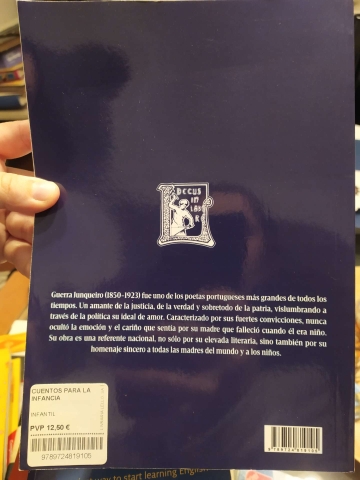 DECUS
IN
LABO
R
Guerra Junqueiro (1850-1923) fue uno de los poetas portugueses más grandes de todos los
tiempos. Un amante de la justicia, de la verdad y sobretodo de la patria, vislumbrando a
través de la política su ideal de amor. Caracterizado por sus fuertes convicciones, nunca
ocultó la emoción y el cariño que sentía por su madre que falleció cuando él era niño.
Su obra es una referente nacional, no sólo por su elevada literaria, sino también por su
homenaje sincero a todas las madres del mundo y a los niños.
CUENTOS PARA LA
INFANCIA
INFANTIL
PVP 12,50 €
9789724819105
9 789724 819105
to start learning English